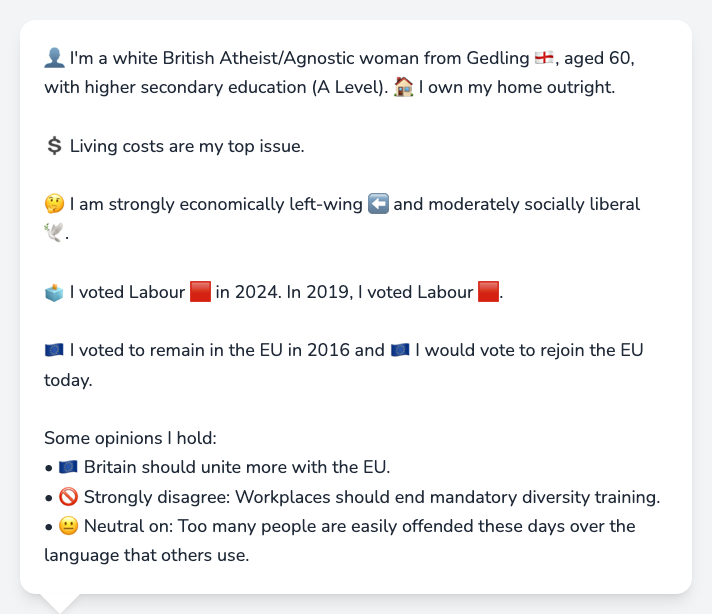 👤 I'm a white British Atheist/Agnostic woman from Gedling 🏴󠁧󠁢󠁥󠁮󠁧󠁿, aged 60,
with higher secondary education (A Level). 🏠 I own my home outright.
💲 Living costs are my top issue.
🤔 I am strongly economically left-wing ⬅️ and moderately socially liberal
🕊️.
🗳️ I voted Labour 🟥 in 2024. In 2019, I voted Labour 🟥.
🇪🇺 I voted to remain in the EU in 2016 and 🇪🇺 I would vote to rejoin the EU
today.
Some opinions I hold:
• 🇪🇺 Britain should unite more with the EU.
• 🚫 Strongly disagree: Workplaces should end mandatory diversity training.
• 😐 Neutral on: Too many people are easily offended these days over the
language that others use.